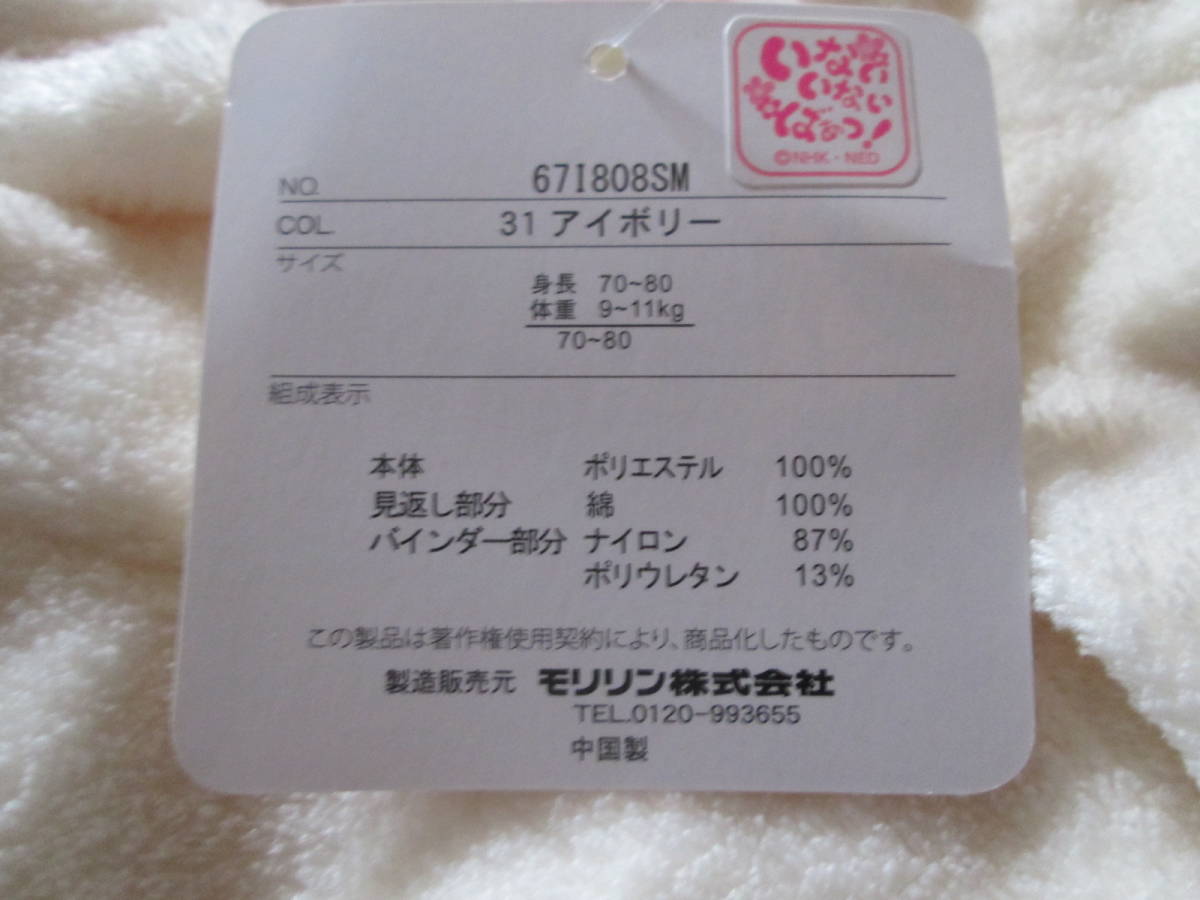 いないいない
ばあっ!
©NHK・NED
NO. 67I808SM
COL. 31 アイボリー
サイズ
身長 70~80
体重 9~11kg
70~80
組成表示
本体 ポリエステル 100%
見返し部分 綿 100%
バインダー部分 ナイロン 87%
ポリウレタン 13%
この製品は著作権使用契約により、商品化したものです。
製造販売元 モリリン株式会社
TEL.0120-993655
中国製